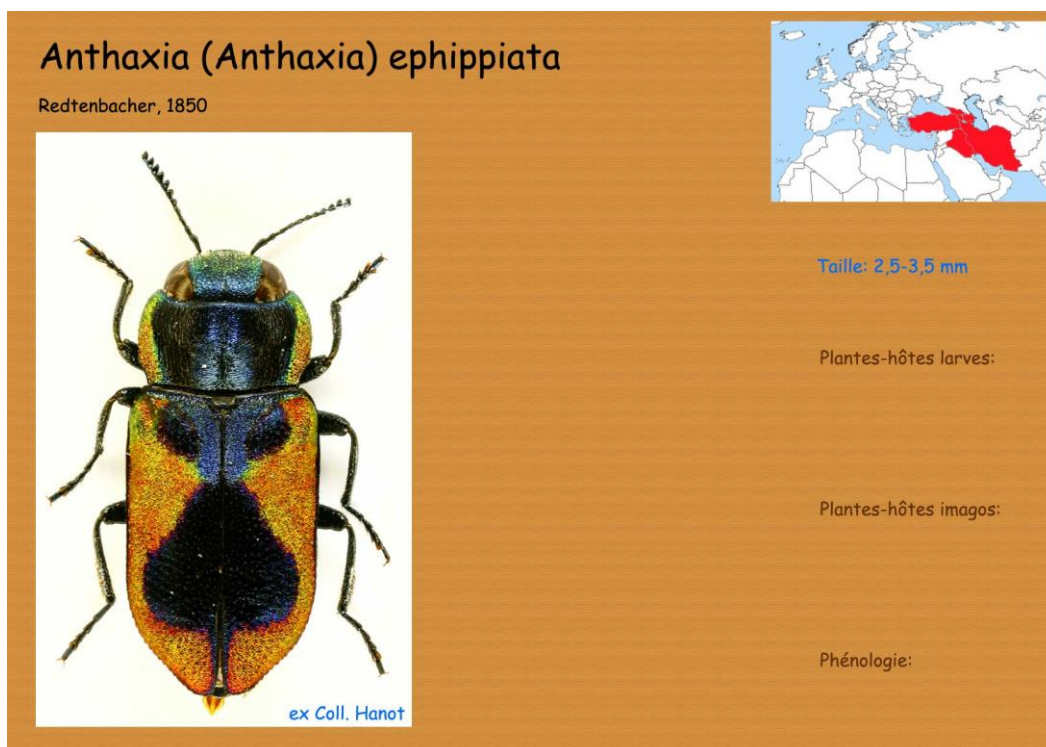 Anthaxia (Anthaxia) ephippiata
Redtenbacher, 1850
Taille: 2,5-3,5 mm
Plantes-hôtes larves:
Plantes-hôtes imagos:
Phénologie:
ex Coll. Hanot